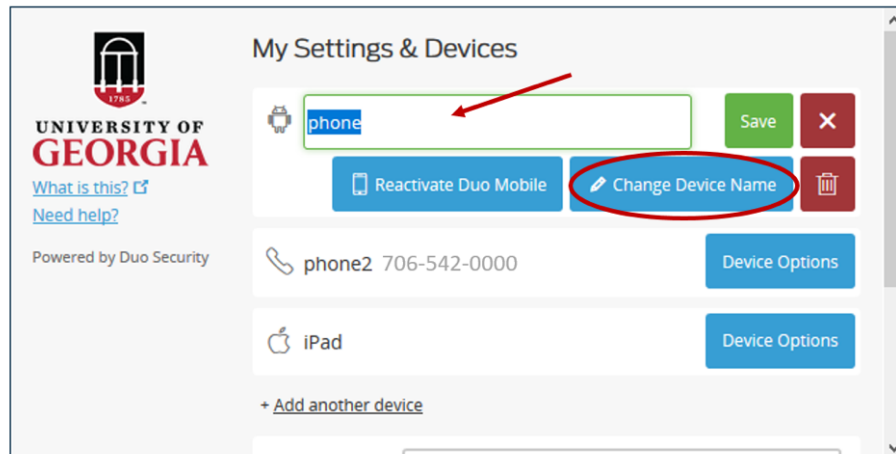 My Settings & Devices
1785
UNIVERSITY OF
GEORGIA
What is this?
Need help?
Powered by Duo Security
phone
Save
Reactivate Duo Mobile
Change Device Name
phone2 706-542-0000
Device Options
iPad
Device Options
+ Add another device